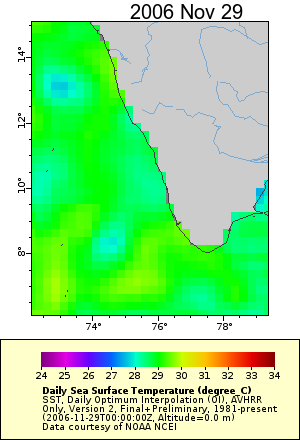 2006 Nov 29
14°
12°
10°
8°
74°
76°
78°
24 25 26 27 28 29 30 31 32 33 34
Daily Sea Surface Temperature (degree_C)
SST, Daily Optimum Interpolation (OI), AVHRR
Only, Version 2, Final+Preliminary, 1981-present
(2006-11-29T00:00:00Z, Altitude=0.0 m)
Data courtesy of NOAA NCEI